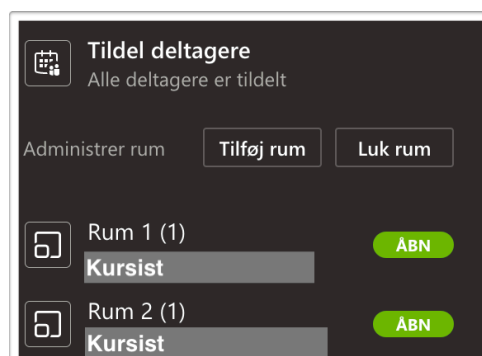 Tildel deltagere
Alle deltagere er tildelt
Administrer rum Tilføj rum Luk rum
Rum 1 (1)
ÅBN
Kursist
Rum 2 (1)
ÅBN
Kursist